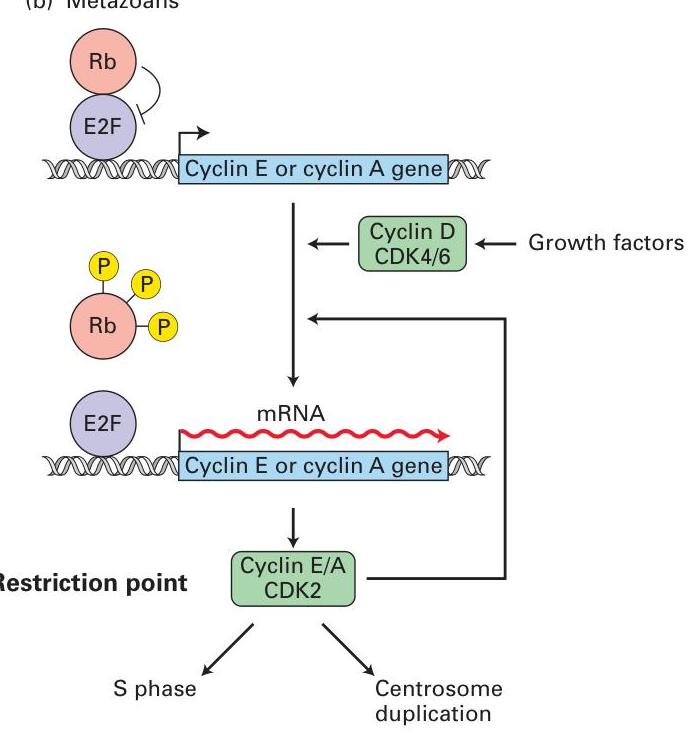 (b) Metazoans
Rb
E2F
Cyclin E or cyclin A gene
Cyclin D
CDK4/6
Growth factors
P
P
P
Rb
E2F
mRNA
Cyclin E or cyclin A gene
Restriction point
Cyclin E/A
CDK2
S phase
Centrosome
duplication